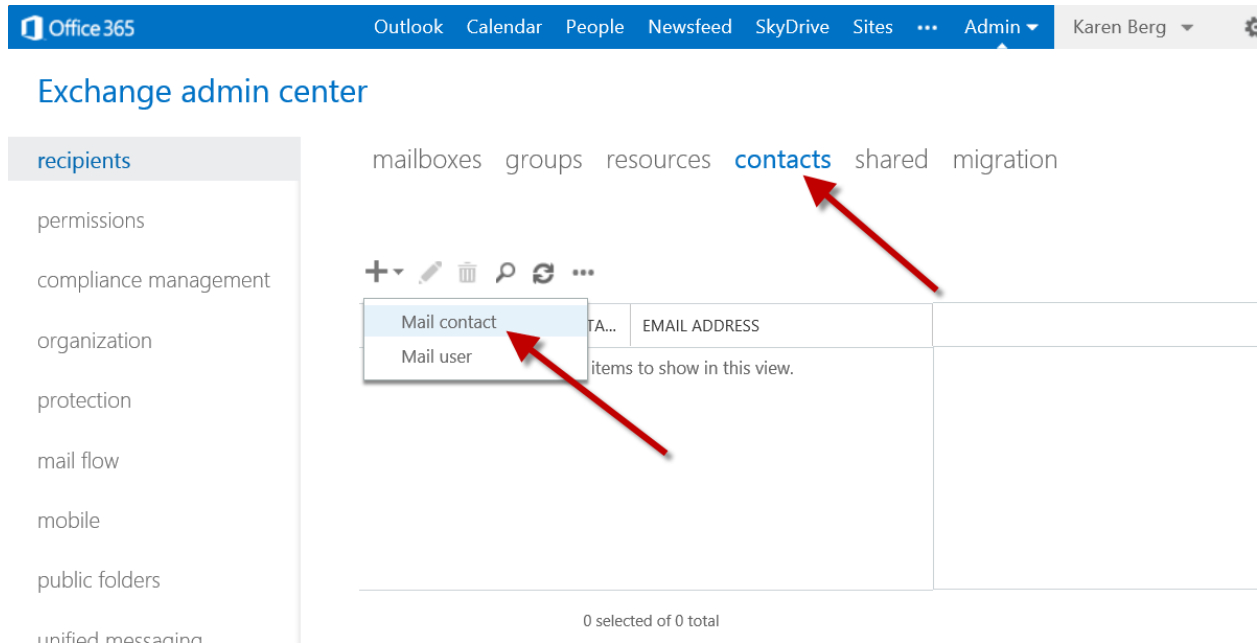 Office 365 Outlook Calendar People Newsfeed SkyDrive Sites ••• Admin Karen Berg
Exchange admin center
recipients
permissions
compliance management
organization
protection
mail flow
mobile
public folders
unified messaging
mailboxes groups resources contacts shared migration
Mail contact
Mail user
TA... EMAIL ADDRESS
items to show in this view.
0 selected of 0 total